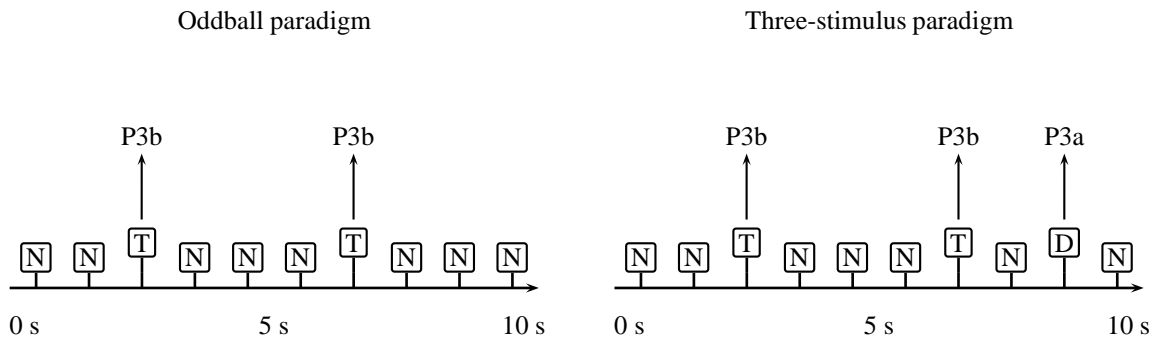 Oddball paradigm
P3b P3b
N N T N N N T N N N
0 s 5 s 10 s
Three-stimulus paradigm
P3b P3b P3a
N N T N N N T N D N
0 s 5 s 10 s